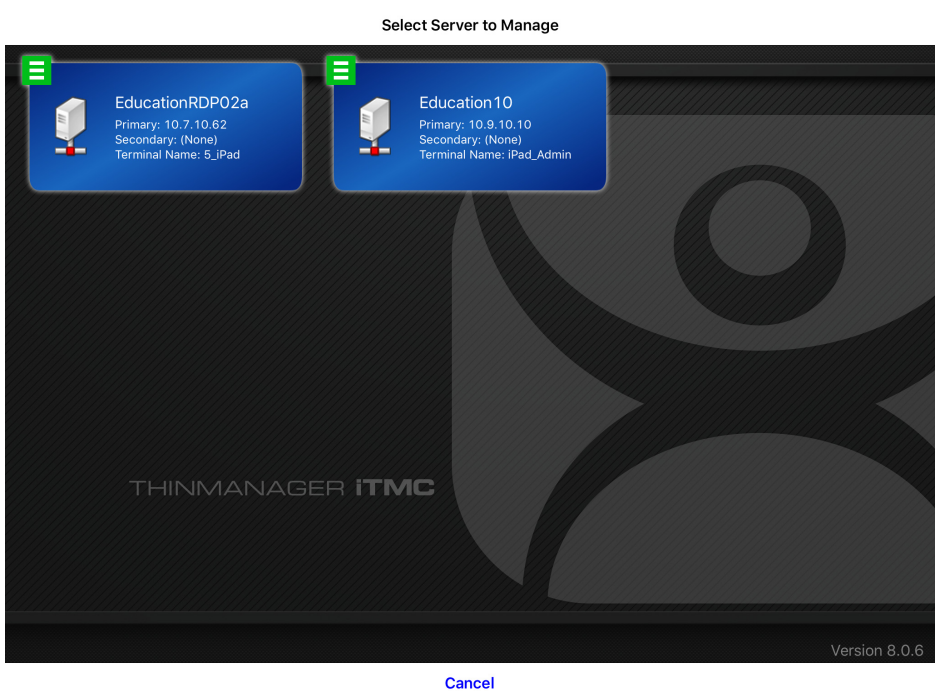 Select Server to Manage
EducationRDP02a
Primary: 10.7.10.62
Secondary: (None)
Terminal Name: 5_iPad
Education10
Primary: 10.9.10.10
Secondary: (None)
Terminal Name: iPad_Admin
THINMANAGER iTMC
Version 8.0.6
Cancel